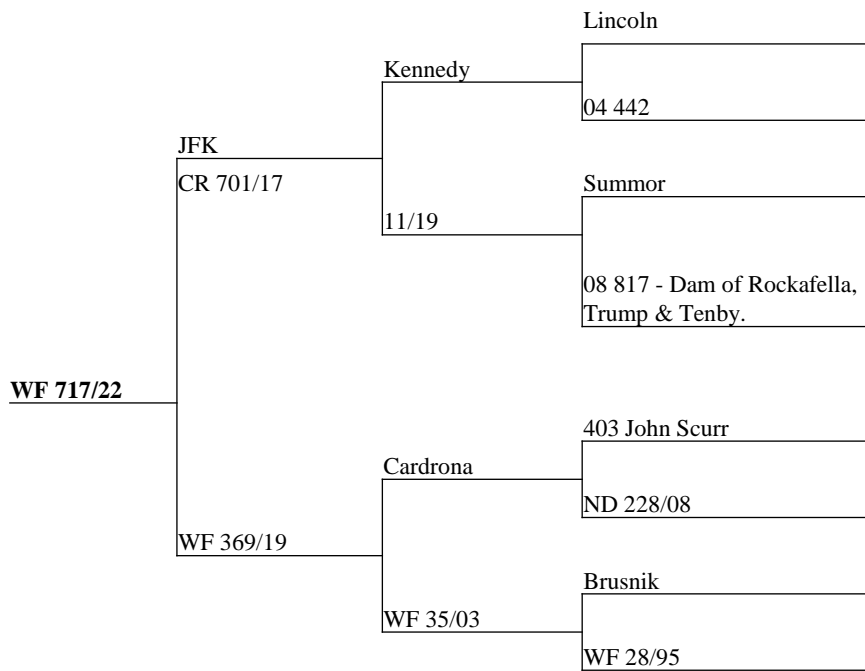 Lincoln
Kennedy
04 442
JFK
CR 701/17
Summor
11/19
08 817 - Dam of Rockafella,
Trump & Tenby.
WF 717/22
403 John Scurr
Cardrona
ND 228/08
WF 369/19
Brusnik
WF 35/03
WF 28/95